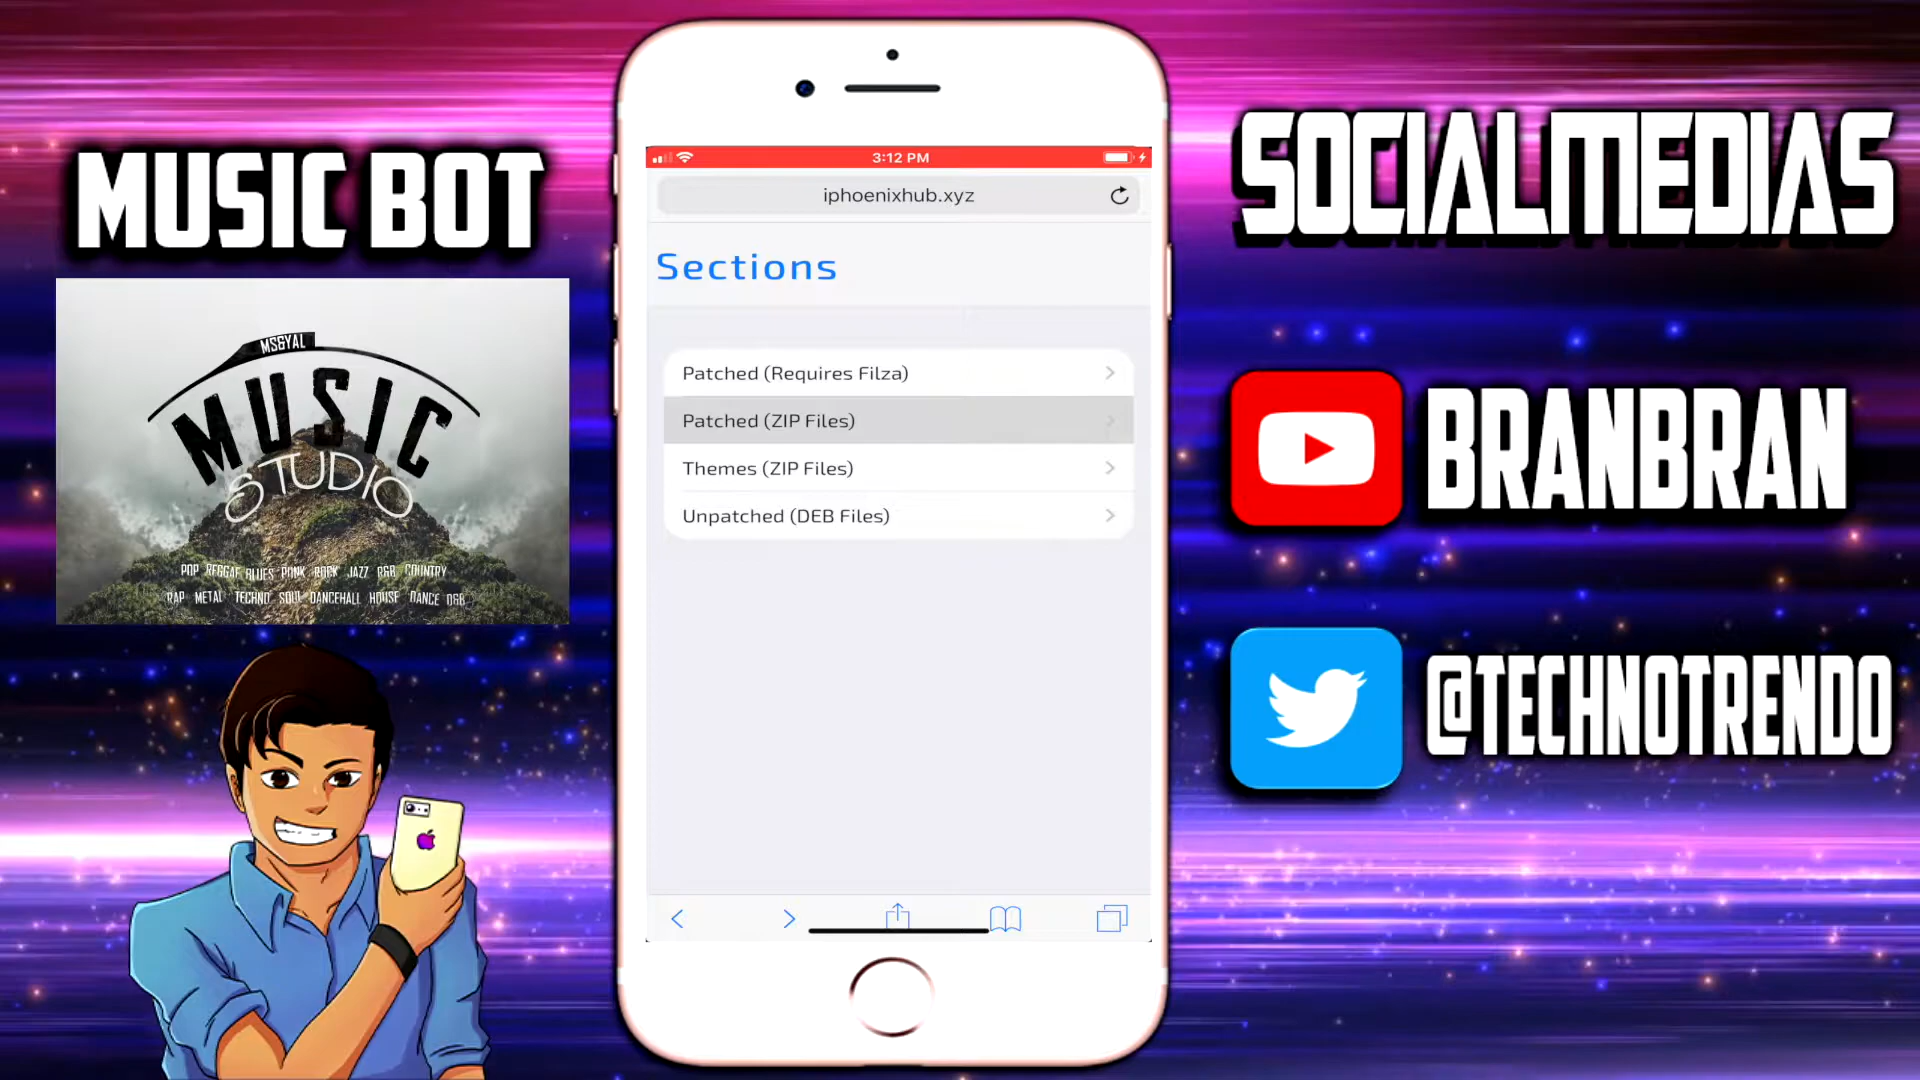 MUSIC BOT
MS&YAL
MUSIC
STUDIO
POP REGGAE BLUES PUNK ROCK JAZZ R&B COUNTRY
RAP METAL TECHNO SOUL DANCEHALL HOUSE DANCE D&B
3:12 PM
iphoenixhub.xyz
Sections
Patched (Requires Filza)
Patched (ZIP Files)
Themes (ZIP Files)
Unpatched (DEB Files)
SOCIALMEDIAS
BRANBRAN
@TECHNOTRENDO